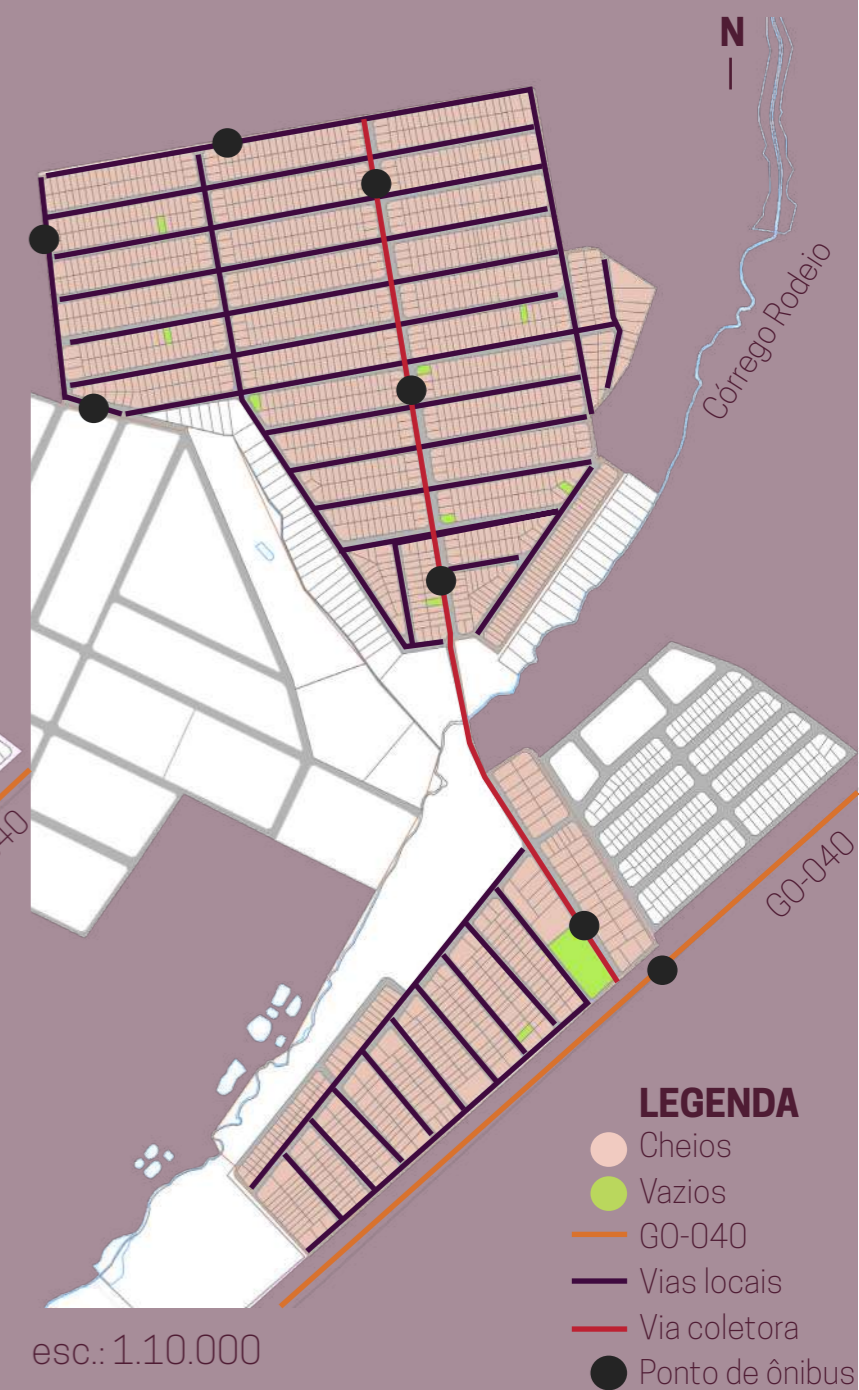 N
Córrego Rodeio
40
GO-040
LEGENDA
Cheios
Vazios
GO-040
Vias locais
Via coletora
Ponto de ônibus
esc.: 1.10.000